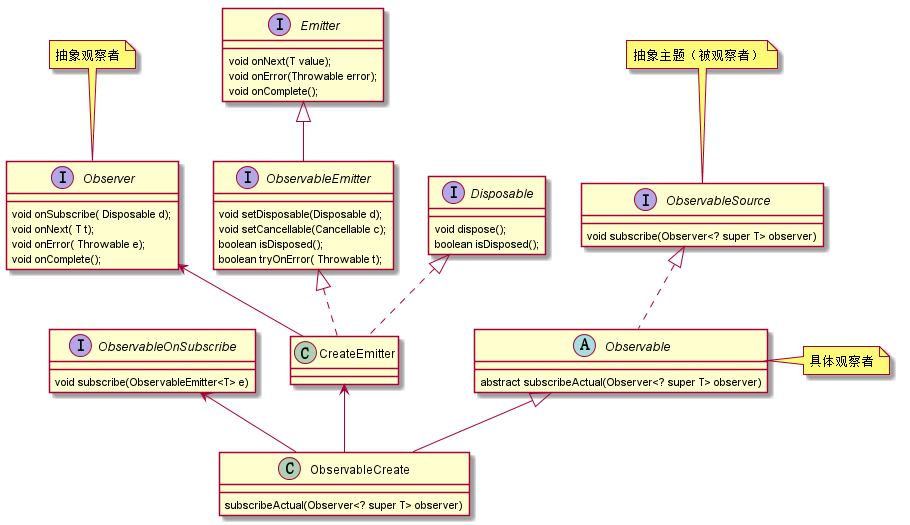 I Emitter
void onNext(T value);
void onError(Throwable error);
void onComplete();
抽象观察者
抽象主题（被观察者）
I Observer
void onSubscribe( Disposable d);
void onNext( T t);
void onError( Throwable e);
void onComplete();
I ObservableEmitter
void setDisposable(Disposable d);
void setCancellable(Cancellable c);
boolean isDisposed();
boolean tryOnError( Throwable t);
I Disposable
void dispose();
boolean isDisposed();
I ObservableSource
void subscribe(Observer<? super T> observer)
I ObservableOnSubscribe
void subscribe(ObservableEmitter<T> e)
C CreateEmitter
A Observable
abstract subscribeActual(Observer<? super T> observer)
具体观察者
C ObservableCreate
subscribeActual(Observer<? super T> observer)